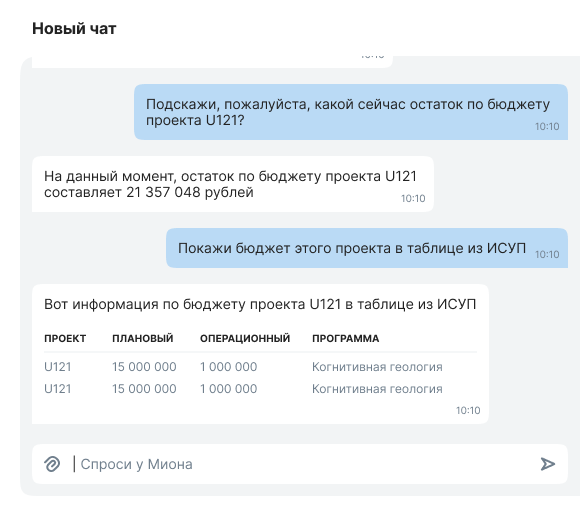 Новый чат
10:10
Подскажи, пожалуйста, какой сейчас остаток по бюджету
проекта U121?
10:10
На данный момент, остаток по бюджету проекта U121
составляет 21 357 048 рублей
10:10
Покажи бюджет этого проекта в таблице из ИСУП
10:10
Вот информация по бюджету проекта U121 в таблице из ИСУП
ПРОЕКТ ПЛАНОВЫЙ ОПЕРАЦИОННЫЙ ПРОГРАММА
U121 15 000 000 1 000 000 Когнитивная геология
U121 15 000 000 1 000 000 Когнитивная геология
10:10
Спроси у Миона